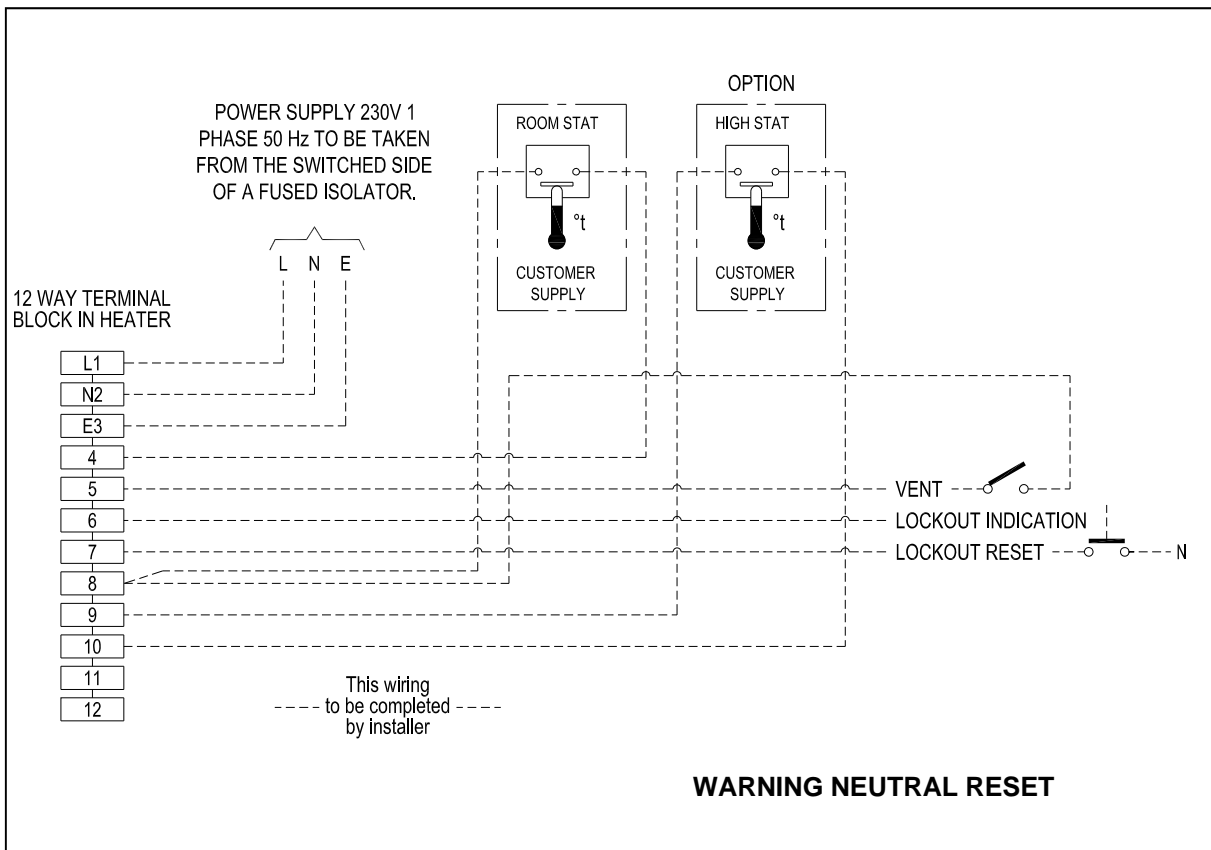 OPTION
POWER SUPPLY 230V 1
PHASE 50 Hz TO BE TAKEN
FROM THE SWITCHED SIDE
OF A FUSED ISOLATOR.
ROOM STAT
HIGH STAT
°t
°t
CUSTOMER
SUPPLY
CUSTOMER
SUPPLY
L N E
12 WAY TERMINAL
BLOCK IN HEATER
L1
N2
E3
4
5
6
7
8
9
10
11
12
VENT
LOCKOUT INDICATION
LOCKOUT RESET
N
This wiring
to be completed
by installer
WARNING NEUTRAL RESET